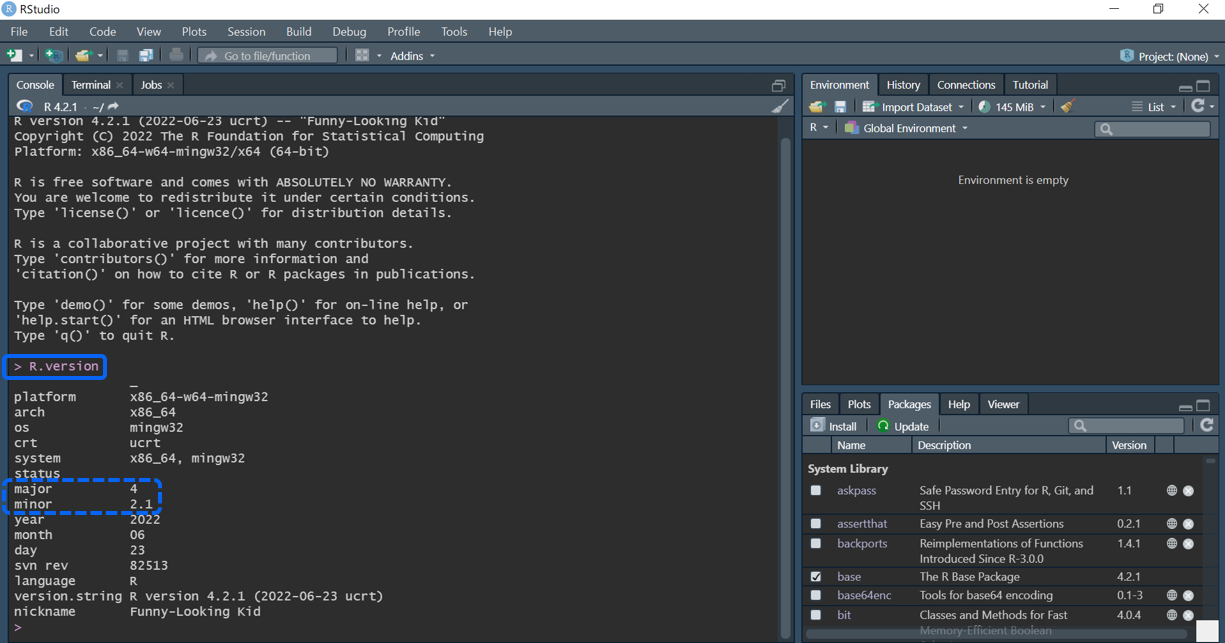 RStudio
File Edit Code View Plots Session Build Debug Profile Tools Help
Go to file/function Addins Project: (None)
Console Terminal Jobs
R 4.2.1 · ~/
R version 4.2.1 (2022-06-23 ucrt) -- "Funny-Looking Kid"
Copyright (C) 2022 The R Foundation for Statistical Computing
Platform: x86_64-w64-mingw32/x64 (64-bit)
R is free software and comes with ABSOLUTELY NO WARRANTY.
You are welcome to redistribute it under certain conditions.
Type 'license()' or 'licence()' for distribution details.
R is a collaborative project with many contributors.
Type 'contributors()' for more information and
'citation()' on how to cite R or R packages in publications.
Type 'demo()' for some demos, 'help()' for on-line help, or
'help.start()' for an HTML browser interface to help.
Type 'q()' to quit R.
> R.version
_
platform x86_64-w64-mingw32
arch x86_64
os mingw32
crt ucrt
system x86_64, mingw32
status
major 4
minor 2.1
year 2022
month 06
day 23
svn rev 82513
language R
version.string R version 4.2.1 (2022-06-23 ucrt)
nickname Funny-Looking Kid
>
Environment History Connections Tutorial
Import Dataset 145 MiB List
R Global Environment
Environment is empty
Files Plots Packages Help Viewer
Install Update
Name Description Version
System Library
askpass Safe Password Entry for R, Git, and 1.1
SSH
assertthat Easy Pre and Post Assertions 0.2.1
backports Reimplementations of Functions 1.4.1
Introduced Since R-3.0.0
base The R Base Package 4.2.1
base64enc Tools for base64 encoding 0.1-3
bit Classes and Methods for Fast 4.0.4
Memory-Efficient Boolean